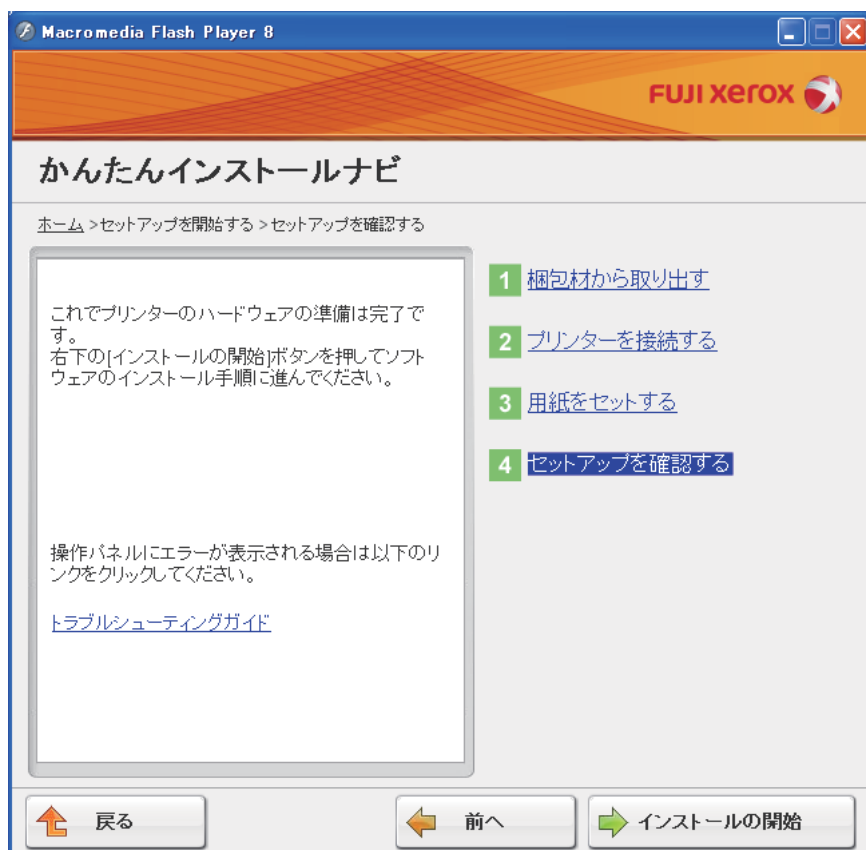 Macromedia Flash Player 8
FUJI xerox
かんたんインストールナビ
ホーム >セットアップを開始する >セットアップを確認する
これでプリンターのハードウェアの準備は完了で
す。
右下の[インストールの開始]ボタンを押してソフト
ウェアのインストール手順に進んでください。
操作パネルにエラーが表示される場合は以下のリ
ンクをクリックしてください。
トラブルシューティングガイド
1 梱包材から取り出す
2 プリンターを接続する
3 用紙をセットする
4 セットアップを確認する
戻る
前へ
インストールの開始